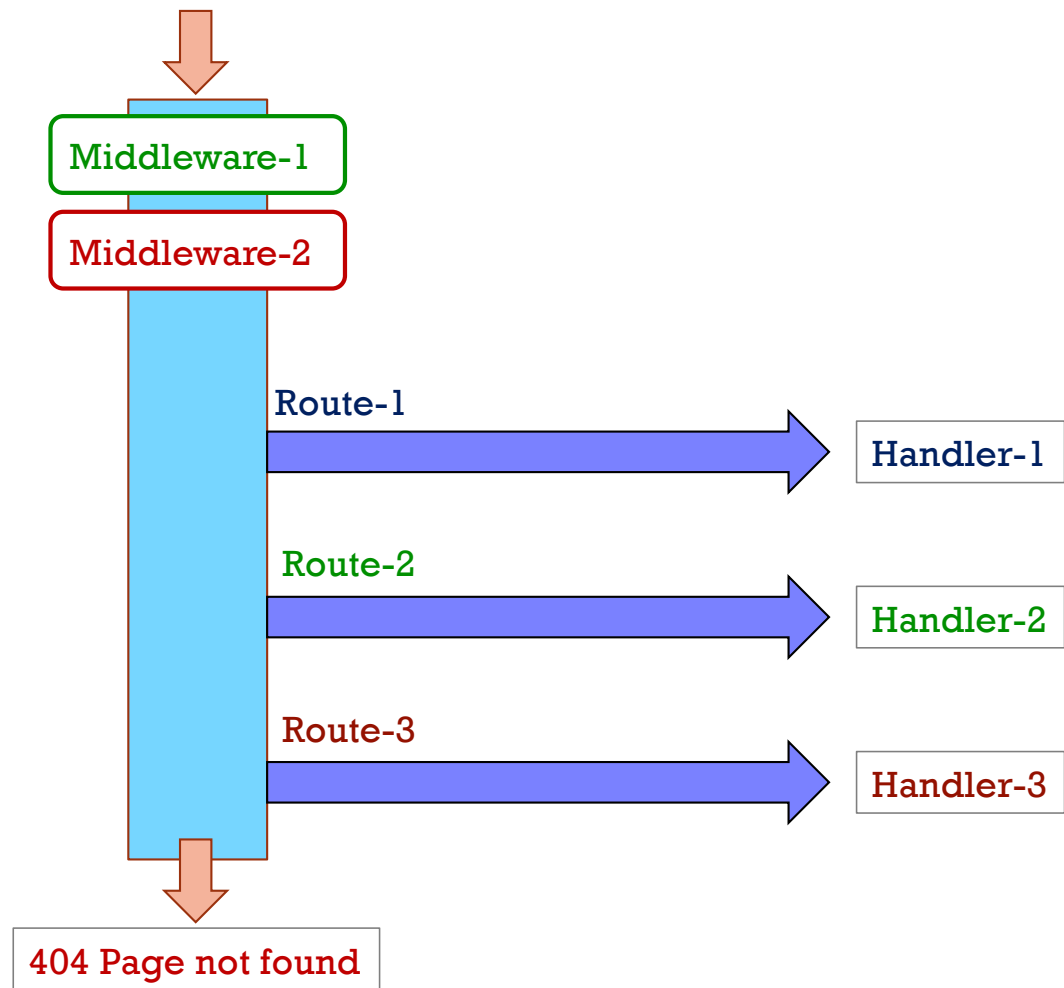 Middleware-1
Middleware-2
Route-1
Handler-1
Route-2
Handler-2
Route-3
Handler-3
404 Page not found